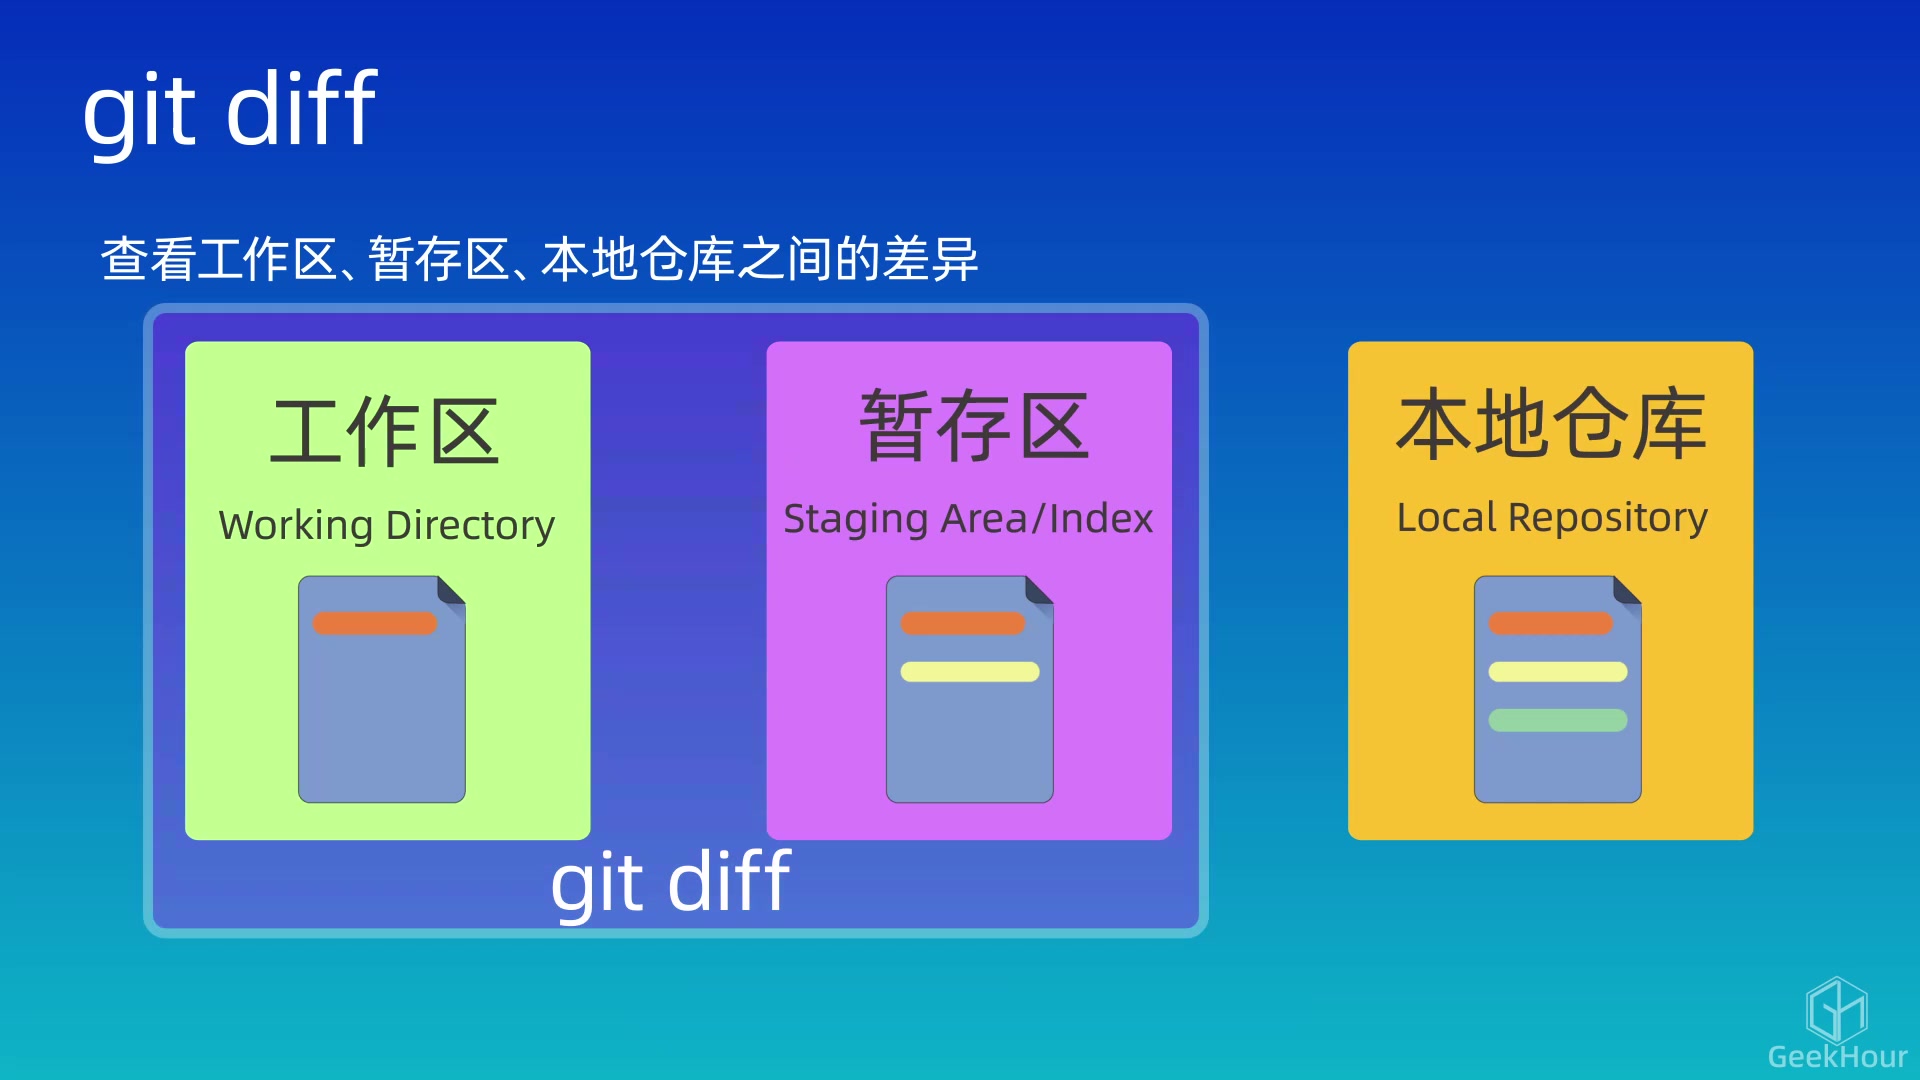 git diff
查看工作区、暂存区、本地仓库之间的差异
工作区
Working Directory
暂存区
Staging Area/Index
本地仓库
Local Repository
git diff
GeekHour